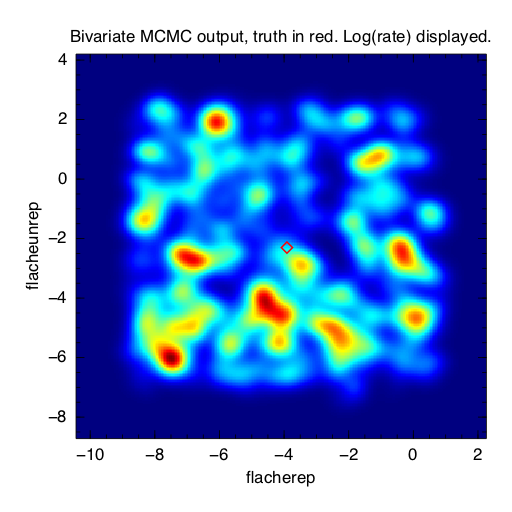 Bivariate MCMC output, truth in red. Log(rate) displayed.
4
2
0
−2
−4
−6
−8
flacheunrep
−10 −8 −6 −4 −2 0 2
flacherep